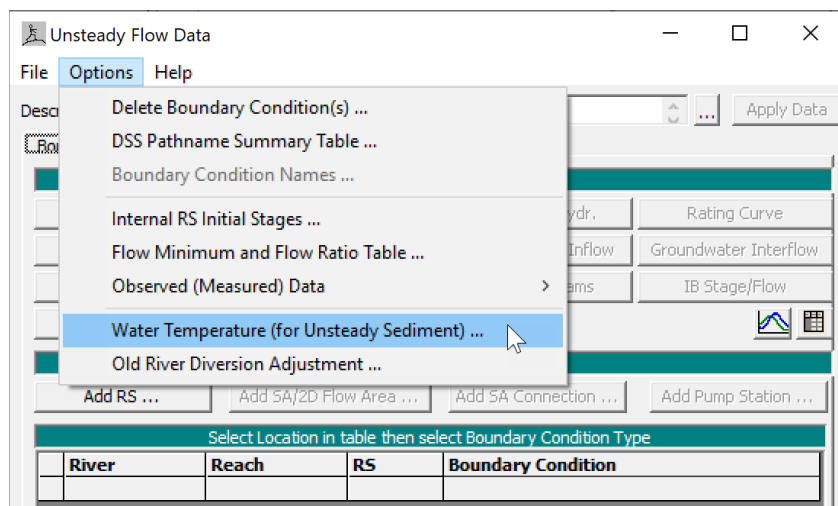 Unsteady Flow Data
File Options Help
Apply Data
Delete Boundary Condition(s) ...
DSS Pathname Summary Table ...
Boundary Condition Names ...
Internal RS Initial Stages ...
Flow Minimum and Flow Ratio Table ...
Observed (Measured) Data
Water Temperature (for Unsteady Sediment) ...
Old River Diversion Adjustment ...
...
Rating Curve
Inflow Groundwater Interflow
IB Stage/Flow
Add RS ... Add SA/2D Flow Area ... Add SA Connection ... Add Pump Station ...
Select Location in table then select Boundary Condition Type
River Reach RS Boundary Condition